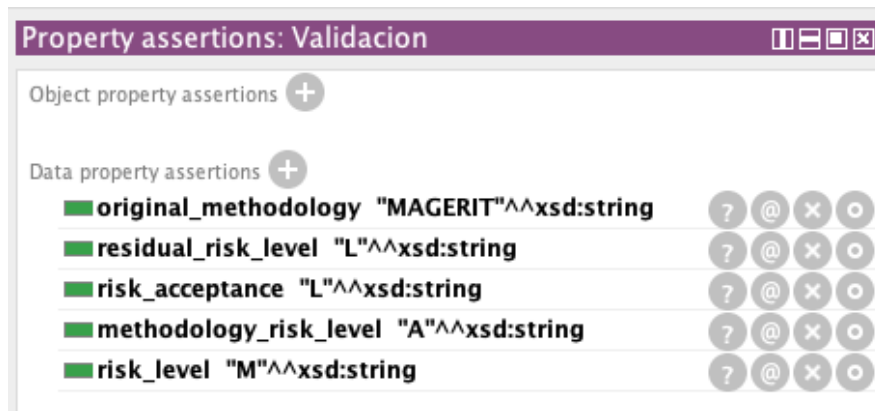 Property assertions: Validacion
Object property assertions
Data property assertions
original_methodology "MAGERIT"^^xsd:string
residual_risk_level "L"^^xsd:string
risk_acceptance "L"^^xsd:string
methodology_risk_level "A"^^xsd:string
risk_level "M"^^xsd:string